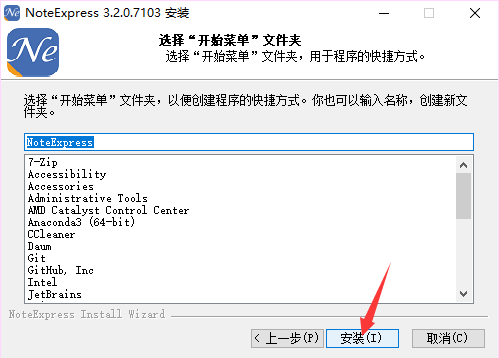 NoteExpress 3.2.0.7103 安装
Ne
选择“开始菜单”文件夹
选择“开始菜单”文件夹，用于程序的快捷方式。
选择“开始菜单”文件夹，以便创建程序的快捷方式。你也可以输入名称，创建新文
件夹。
NoteExpress
7-Zip
Accessibility
Accessories
Administrative Tools
AMD Catalyst Control Center
Anaconda3 (64-bit)
CCleaner
Daum
Git
GitHub, Inc
Intel
JetBrains
NoteExpress Install Wizard
< 上一步(P) 安装(I) 取消(C)